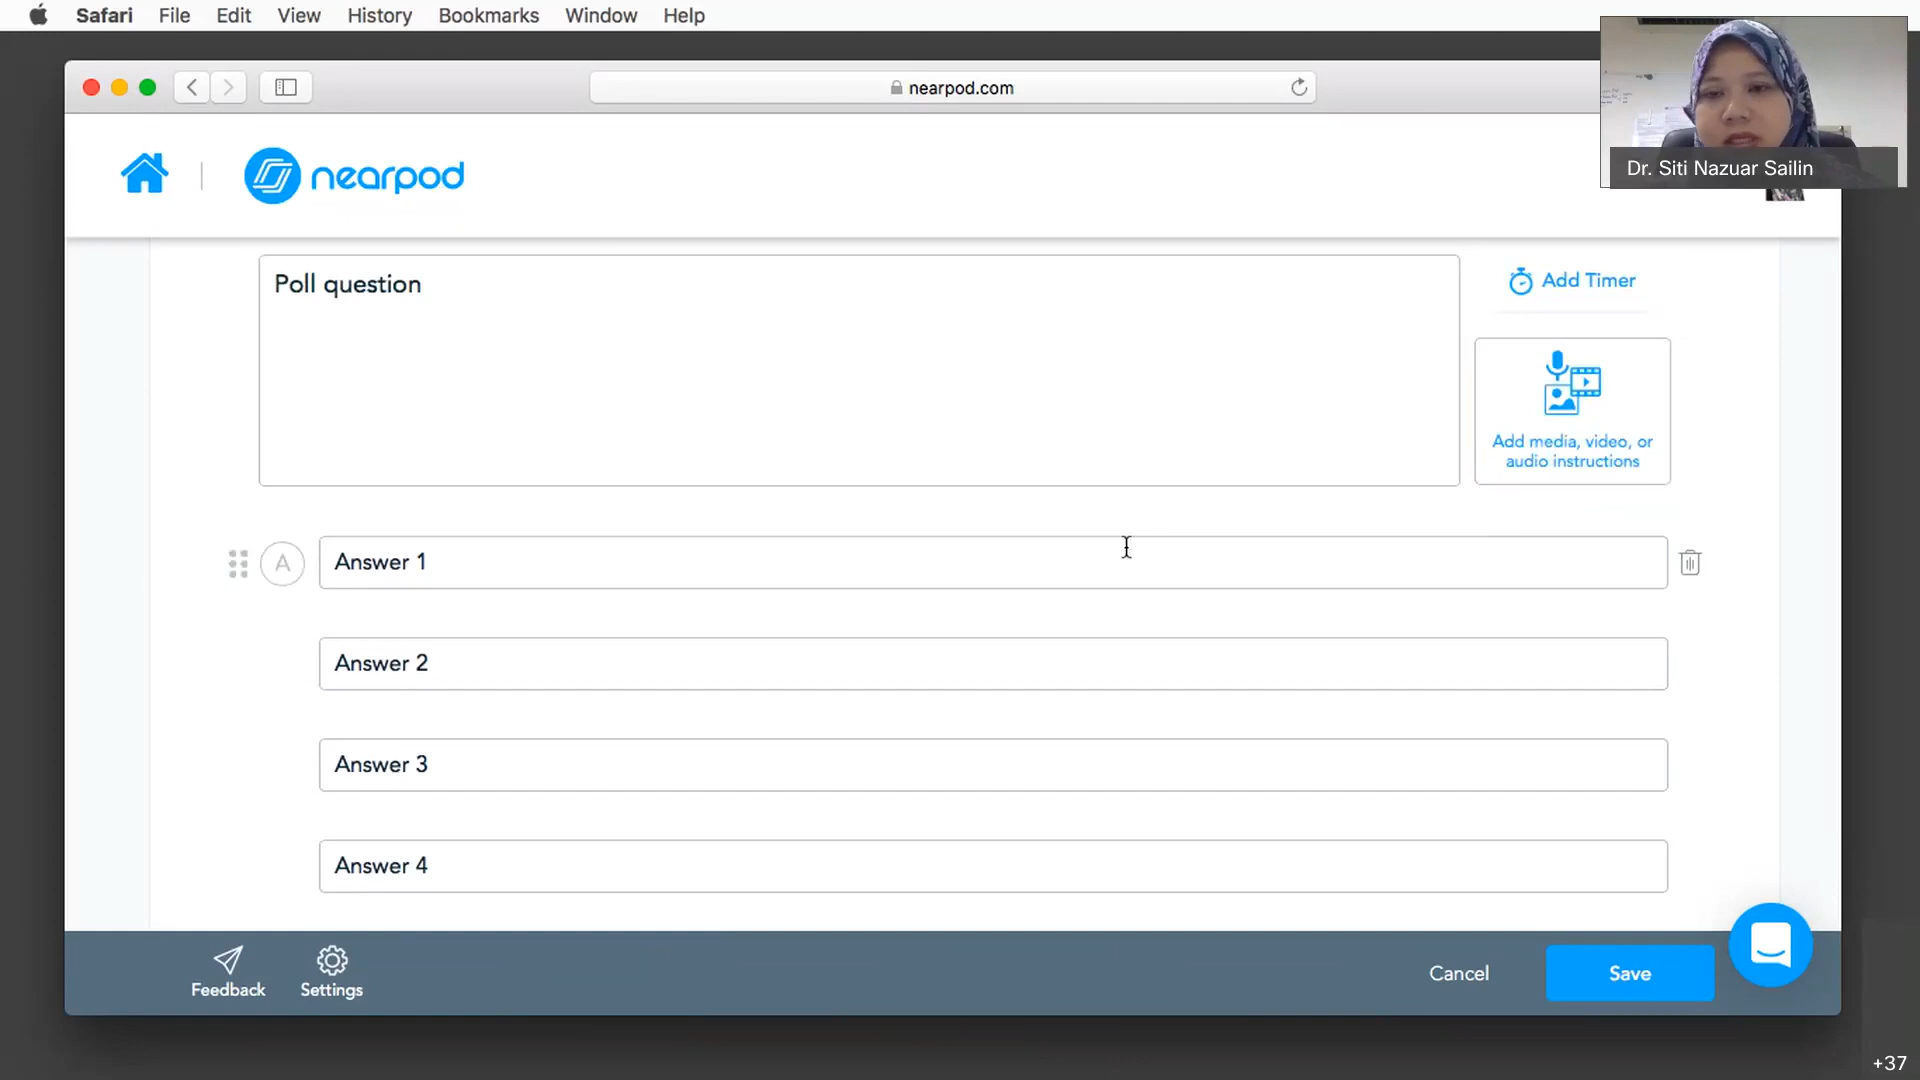 Safari File Edit View History Bookmarks Window Help
nearpod.com
nearpod
Dr. Siti Nazuar Sailin
Poll question
Add Timer
Add media, video, or
audio instructions
A
Answer 1
Answer 2
Answer 3
Answer 4
Feedback
Settings
Cancel
Save
+37